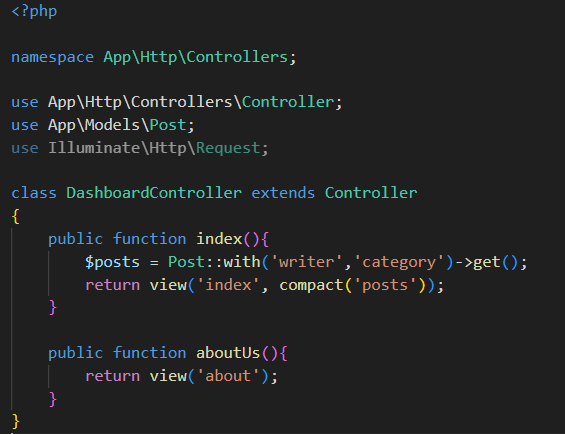 <?php
namespace App\Http\Controllers;
use App\Http\Controllers\Controller;
use App\Models\Post;
use Illuminate\Http\Request;
class DashboardController extends Controller
{
    public function index(){
        $posts = Post::with('writer','category')->get();
        return view('index', compact('posts'));
    }
    public function aboutUs(){
        return view('about');
    }
}